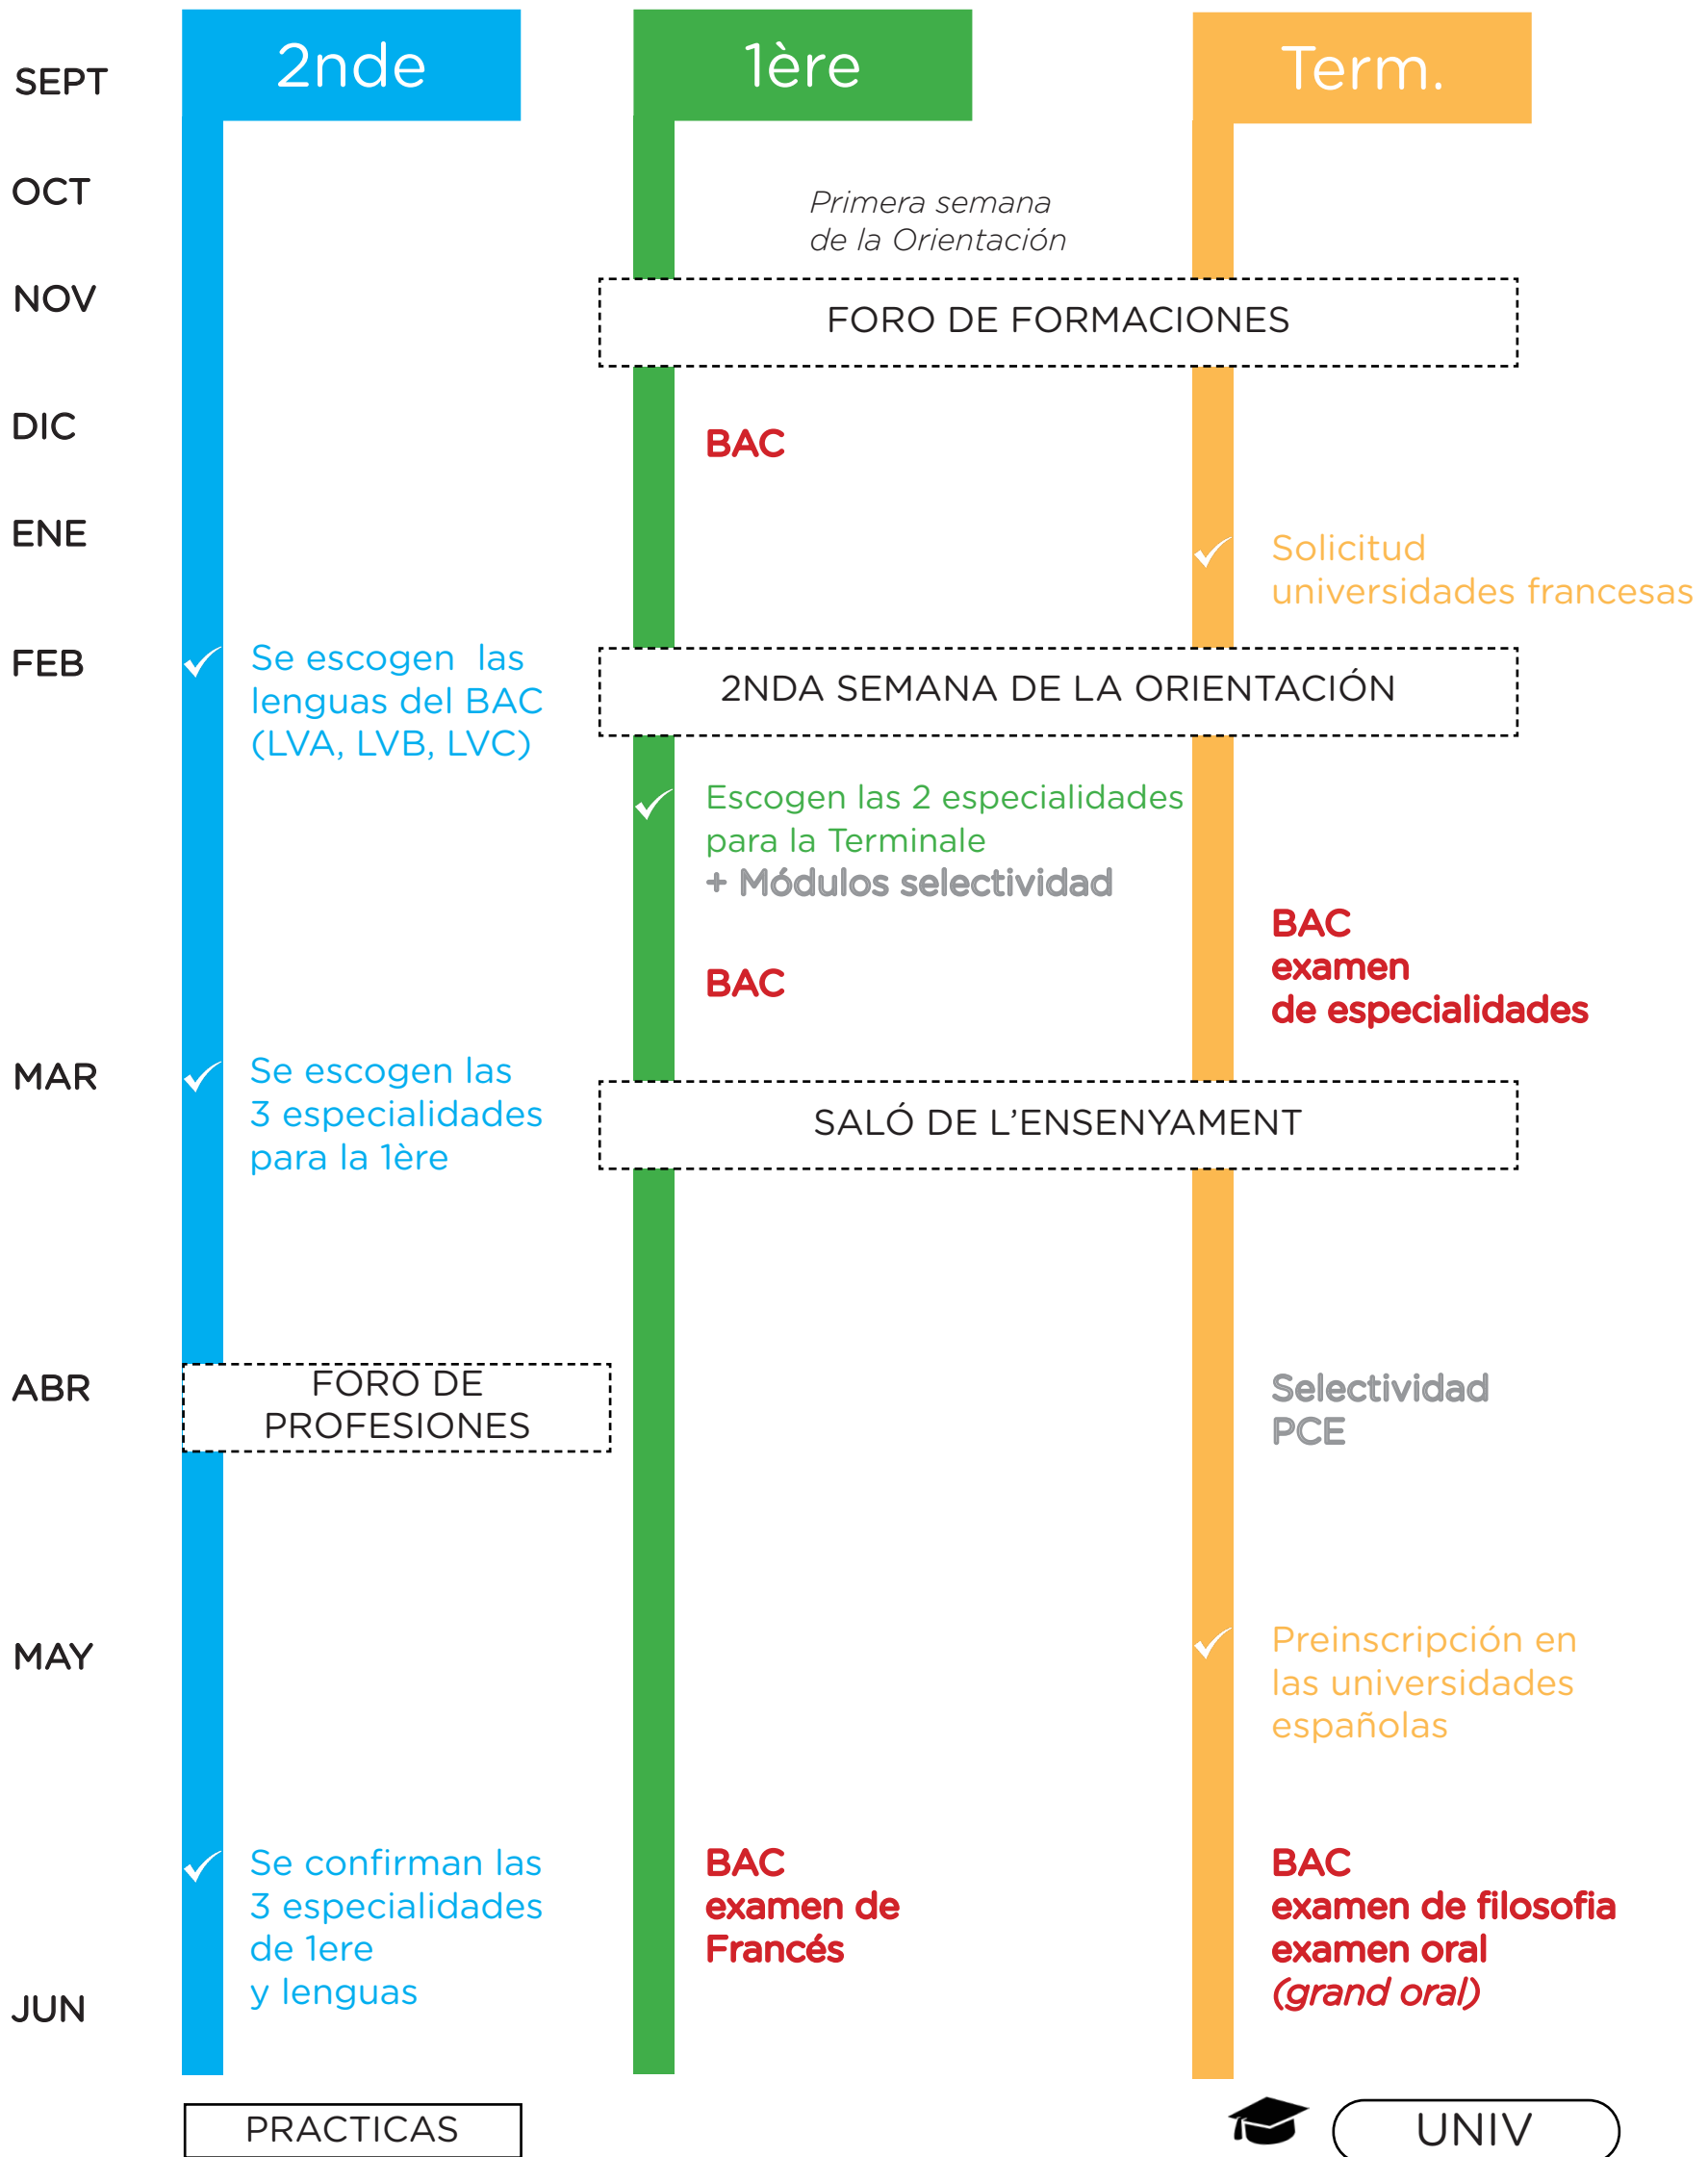 2nde
1ère
Term.
SEPT
OCT
Primera semana
de la Orientación
NOV
FORO DE FORMACIONES
DIC
BAC
ENE
Solicitud
universidades francesas
FEB
Se escogen las
lenguas del BAC
(LVA, LVB, LVC)
2NDA SEMANA DE LA ORIENTACIÓN
Escogen las 2 especialidades
para la Terminale
+ Módulos selectividad
BAC
BAC
examen
de especialidades
MAR
Se escogen las
3 especialidades
para la 1ère
SALÓ DE L’ENSENYAMENT
ABR
FORO DE
PROFESIONES
Selectividad
PCE
MAY
Preinscripción en
las universidades
españolas
Se confirman las
3 especialidades
de 1ere
y lenguas
BAC
examen de
Francés
BAC
examen de filosofia
examen oral
(grand oral)
JUN
PRACTICAS
UNIV